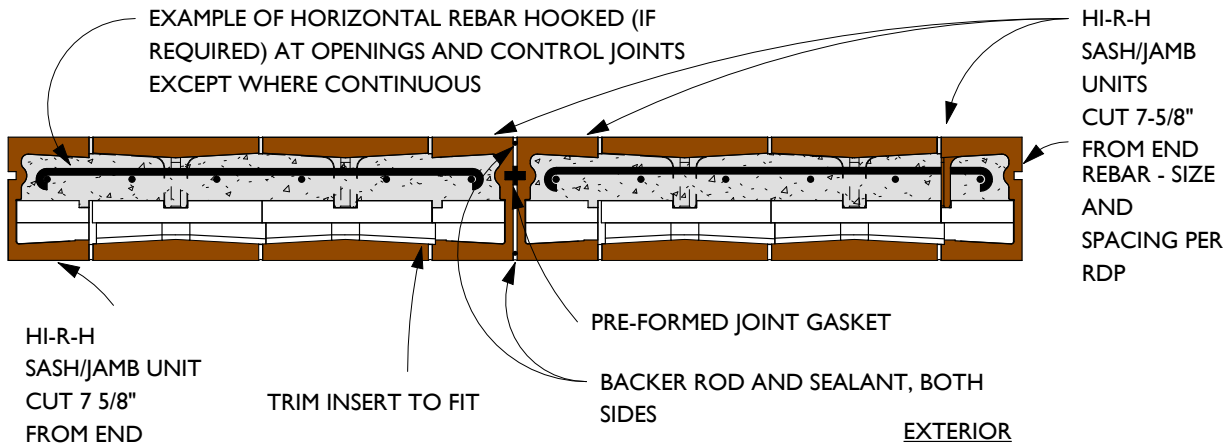 EXAMPLE OF HORIZONTAL REBAR HOOKED (IF
REQUIRED) AT OPENINGS AND CONTROL JOINTS
EXCEPT WHERE CONTINUOUS
HI-R-H
SASH/JAMB
UNITS
CUT 7-5/8"
FROM END
REBAR - SIZE
AND
SPACING PER
RDP
HI-R-H
SASH/JAMB UNIT
CUT 7 5/8"
FROM END
TRIM INSERT TO FIT
PRE-FORMED JOINT GASKET
BACKER ROD AND SEALANT, BOTH
SIDES
EXTERIOR